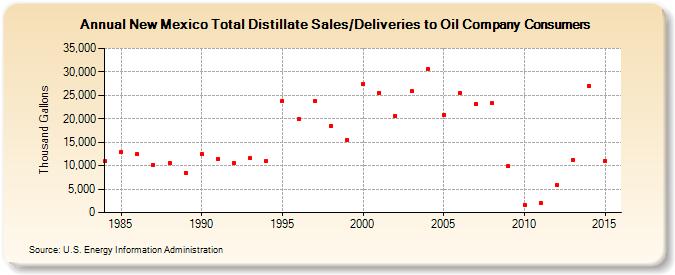 Annual New Mexico Total Distillate Sales/Deliveries to Oil Company Consumers
Thousand Gallons
35,000
30,000
25,000
20,000
15,000
10,000
5,000
0
1985 1990 1995 2000 2005 2010 2015
Source: U.S. Energy Information Administration